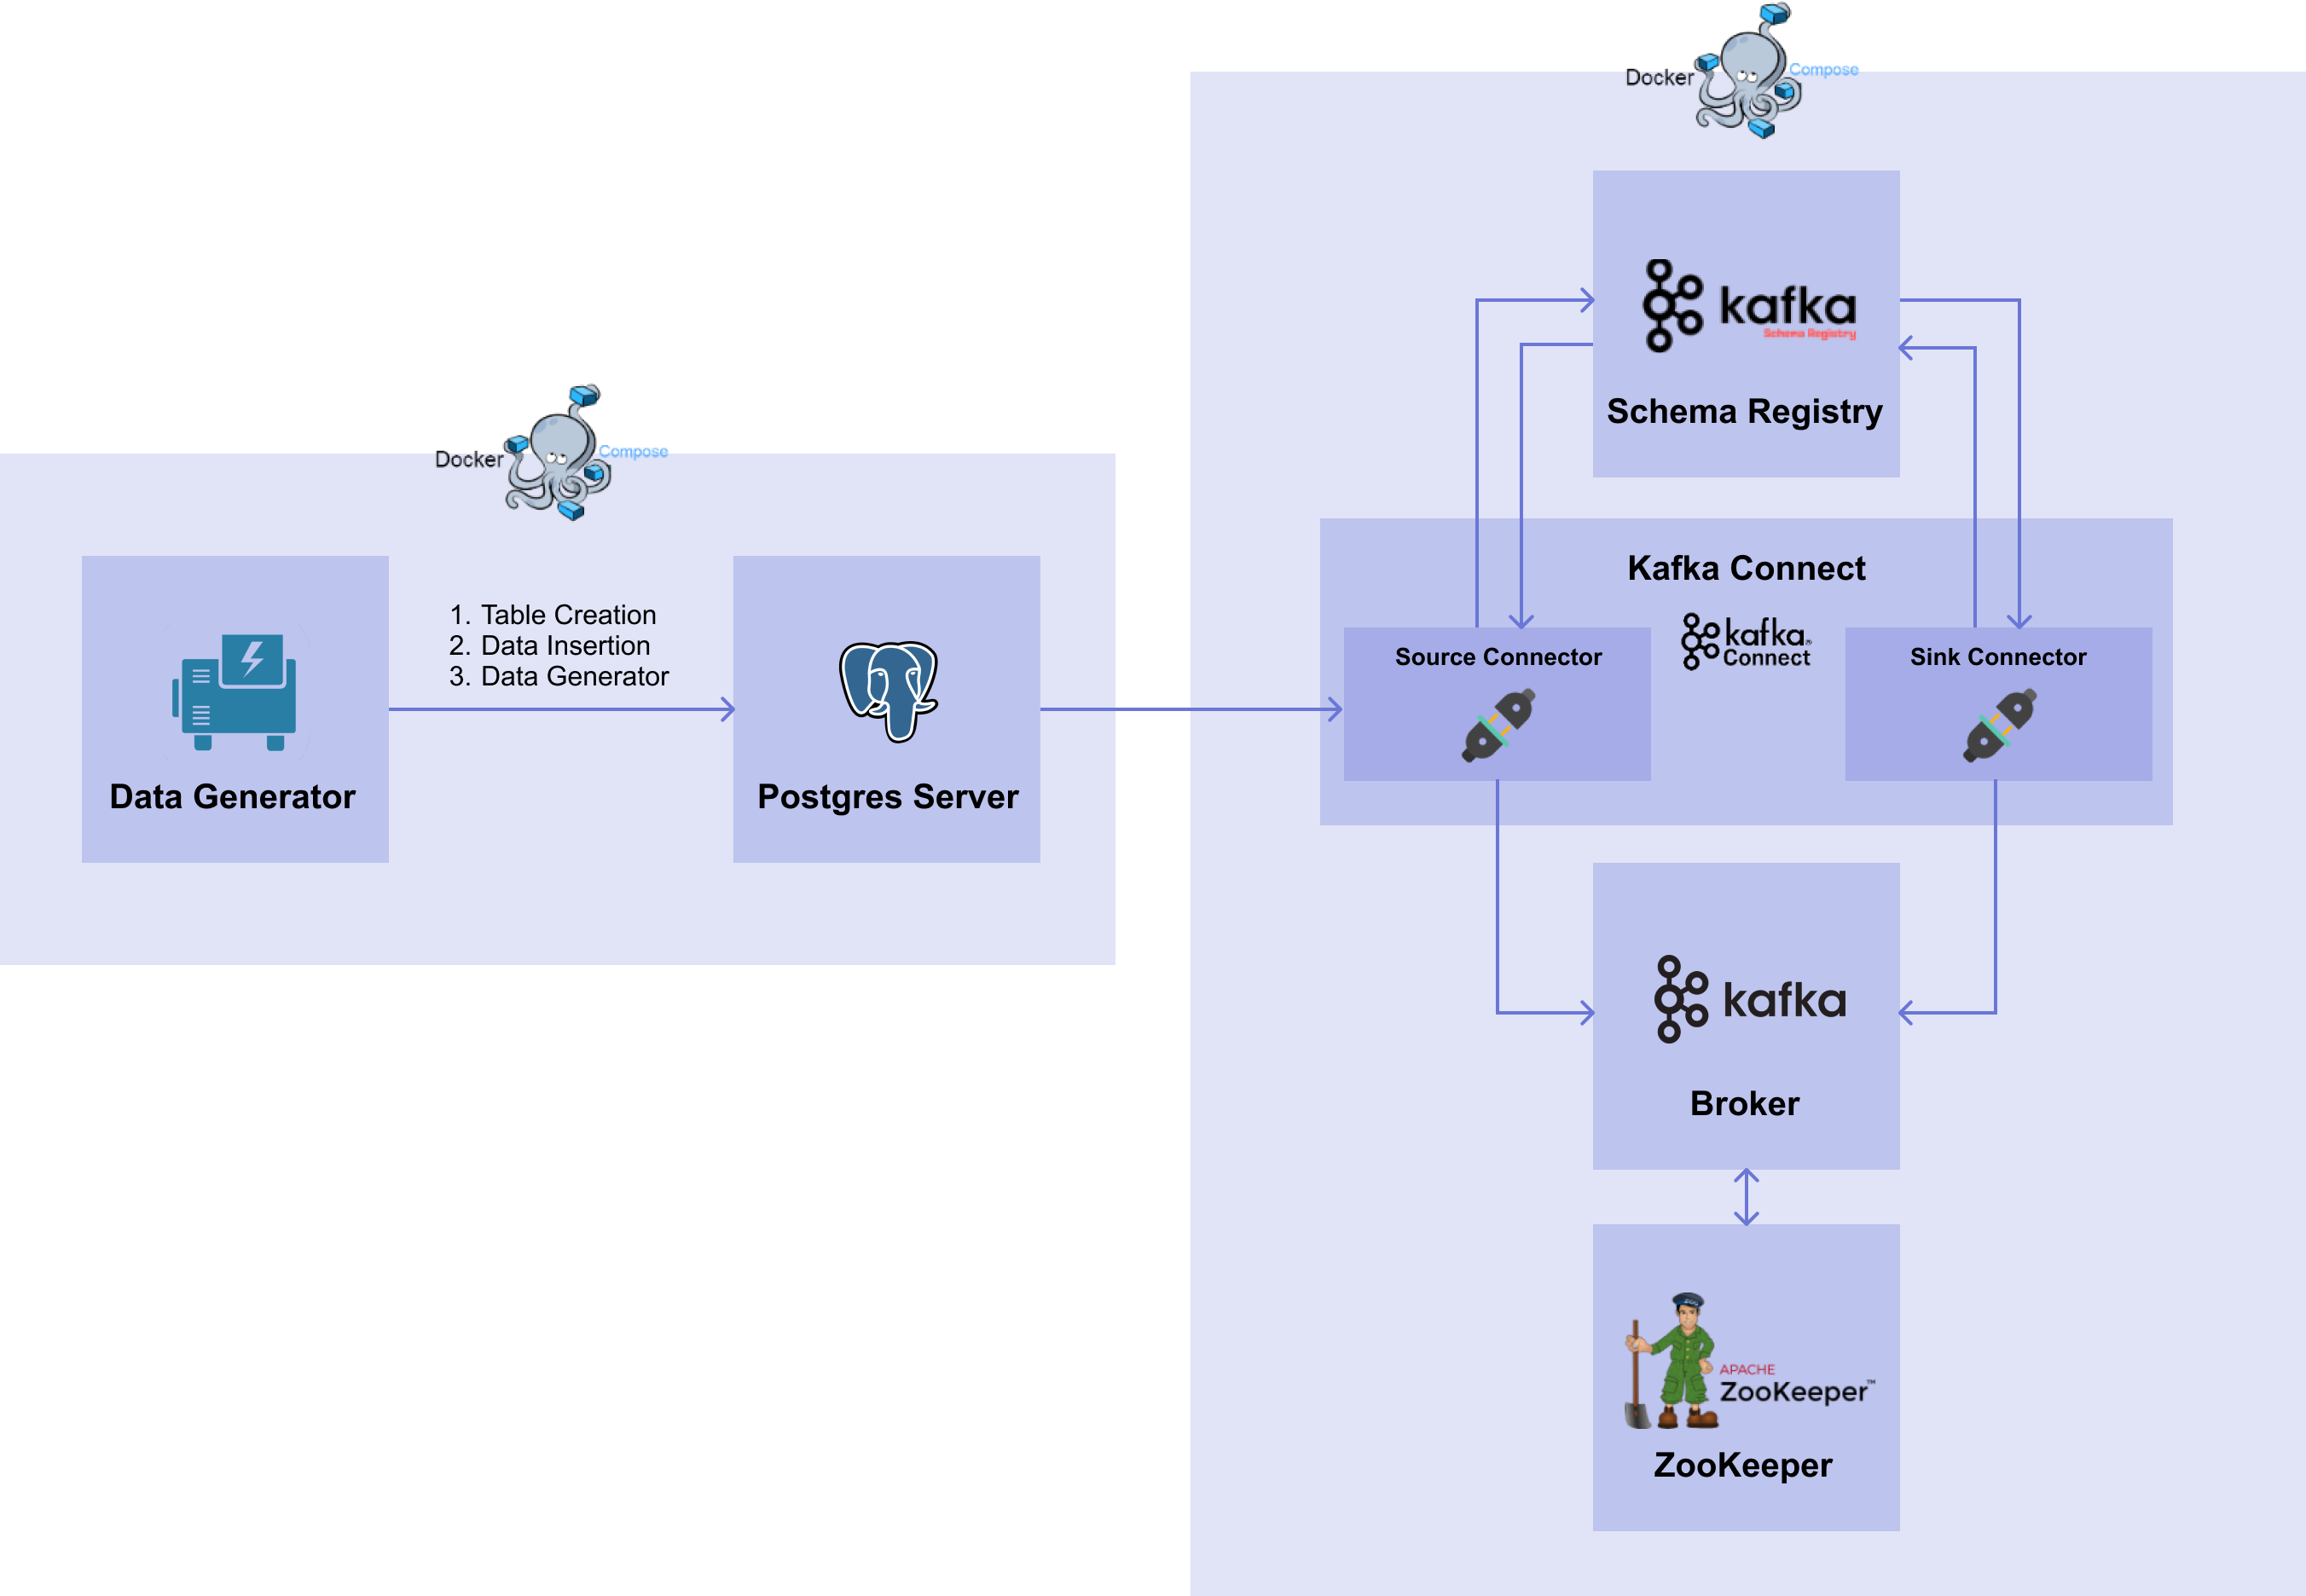 Docker Compose
1. Table Creation
2. Data Insertion
3. Data Generator
Data Generator
Postgres Server
Docker Compose
kafka
Schema Registry
Schema Registry
Kafka Connect
kafka®
Connect
Source Connector
Sink Connector
kafka
Broker
APACHE
ZooKeeper™
ZooKeeper